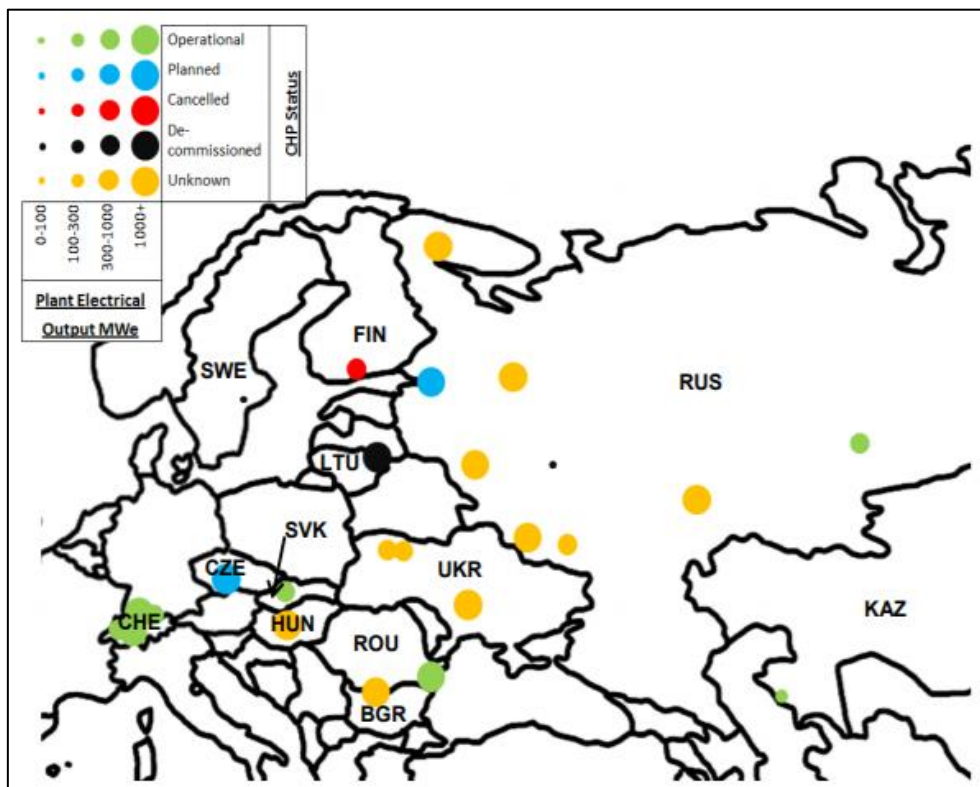 Operational
Planned
Cancelled
De-
commissioned
Unknown
CHP Status
0-100
100-300
300-1000
1000+
Plant Electrical
Output MWe
FIN
SWE
RUS
LTU
SVK
CZE
UKR
CHE
HUN
KAZ
ROU
BGR